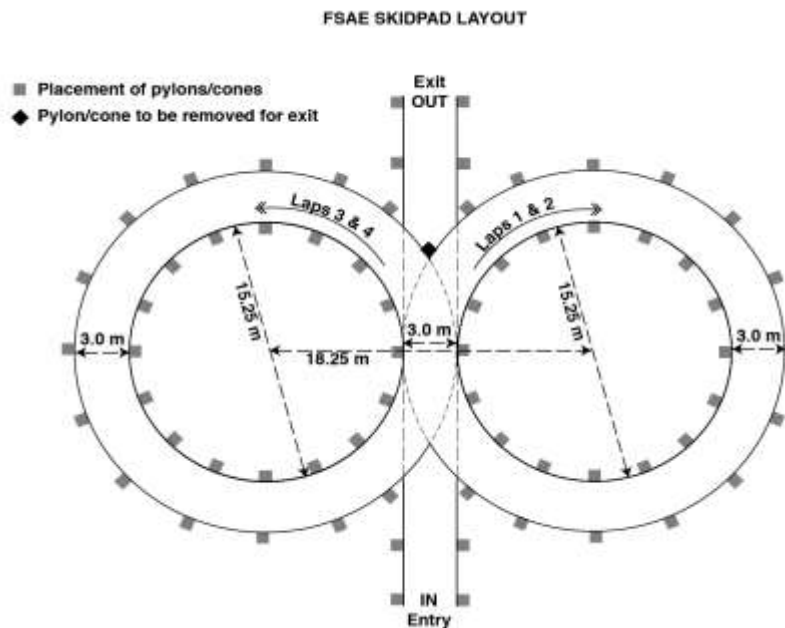 FSAE SKIDPAD LAYOUT
Placement of pylons/cones
Pylon/cone to be removed for exit
Exit
OUT
Laps 3 & 4
Laps 1 & 2
15.25 m
15.25 m
3.0 m
3.0 m
3.0 m
18.25 m
IN
Entry